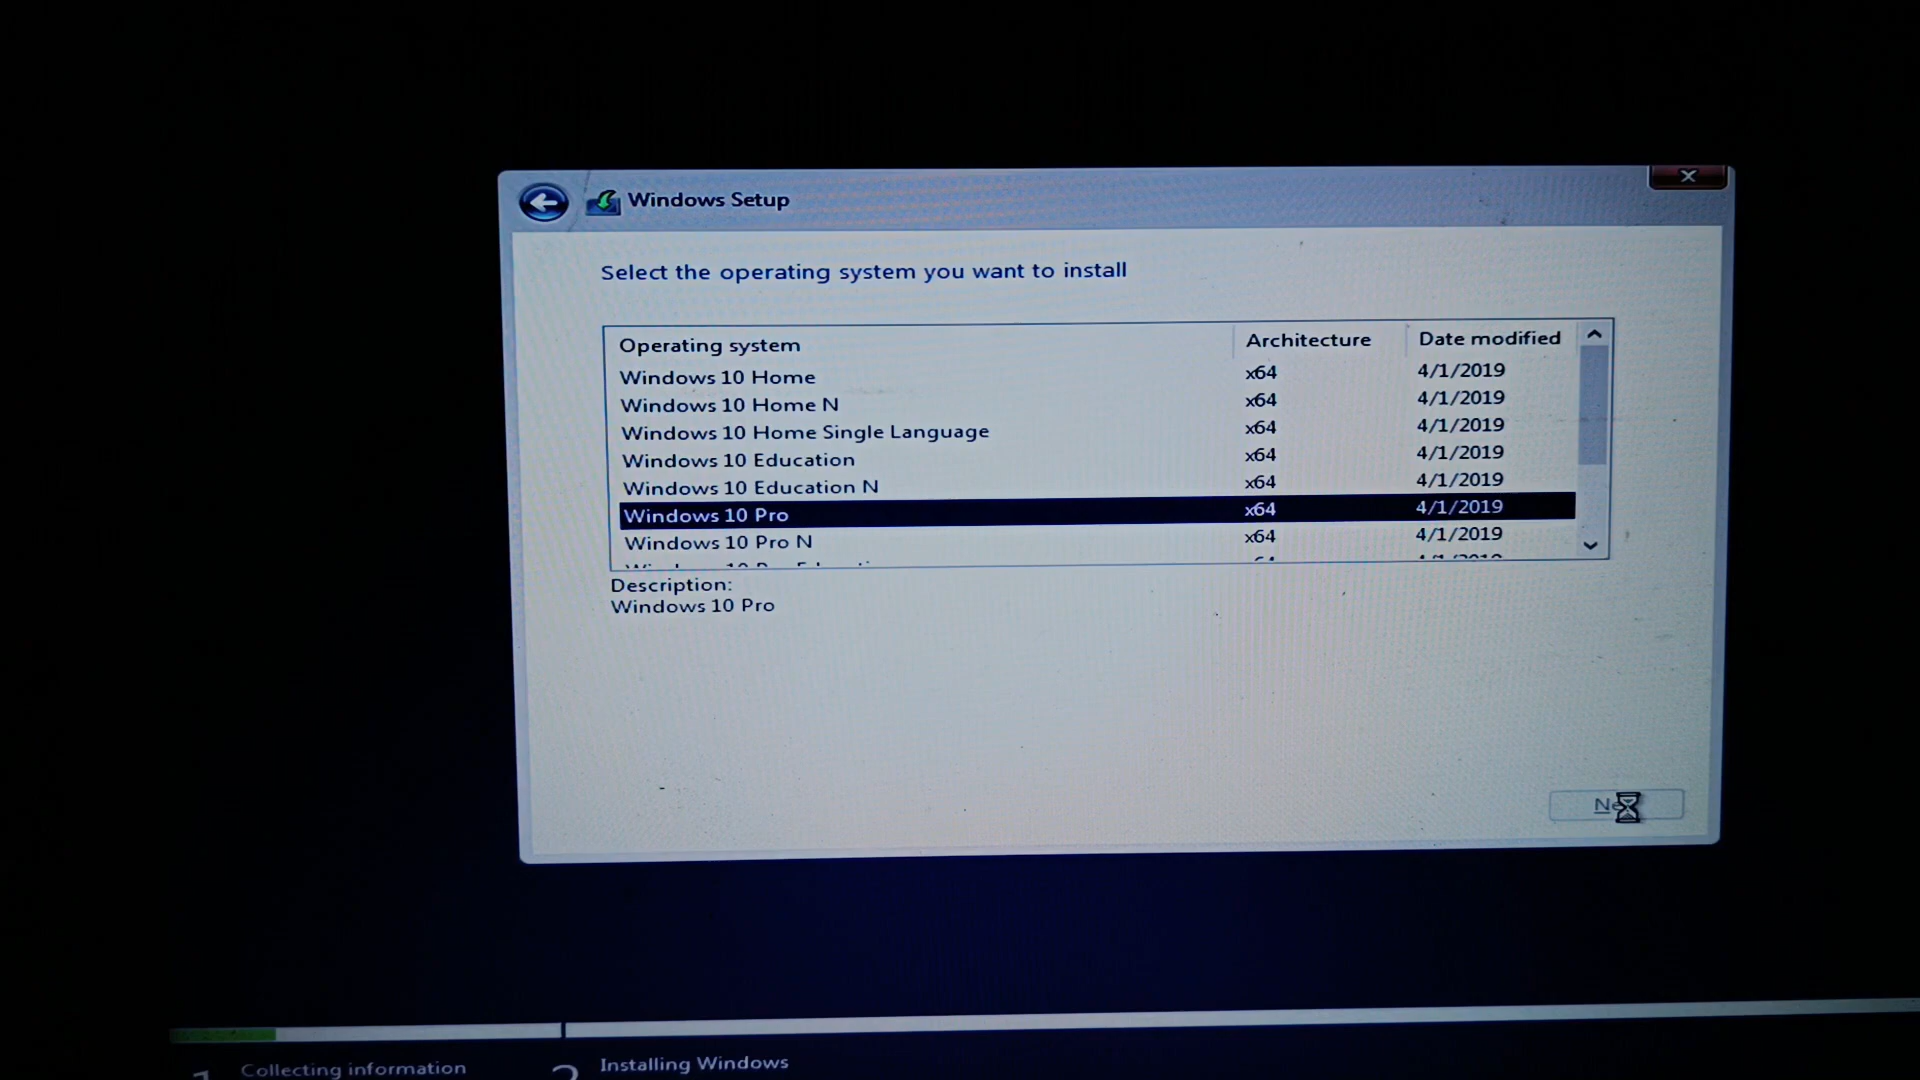 Windows Setup
Select the operating system you want to install
Operating system Architecture Date modified
Windows 10 Home x64 4/1/2019
Windows 10 Home N x64 4/1/2019
Windows 10 Home Single Language x64 4/1/2019
Windows 10 Education x64 4/1/2019
Windows 10 Education N x64 4/1/2019
Windows 10 Pro x64 4/1/2019
Windows 10 Pro N x64 4/1/2019
Description:
Windows 10 Pro
1 Collecting information 2 Installing Windows